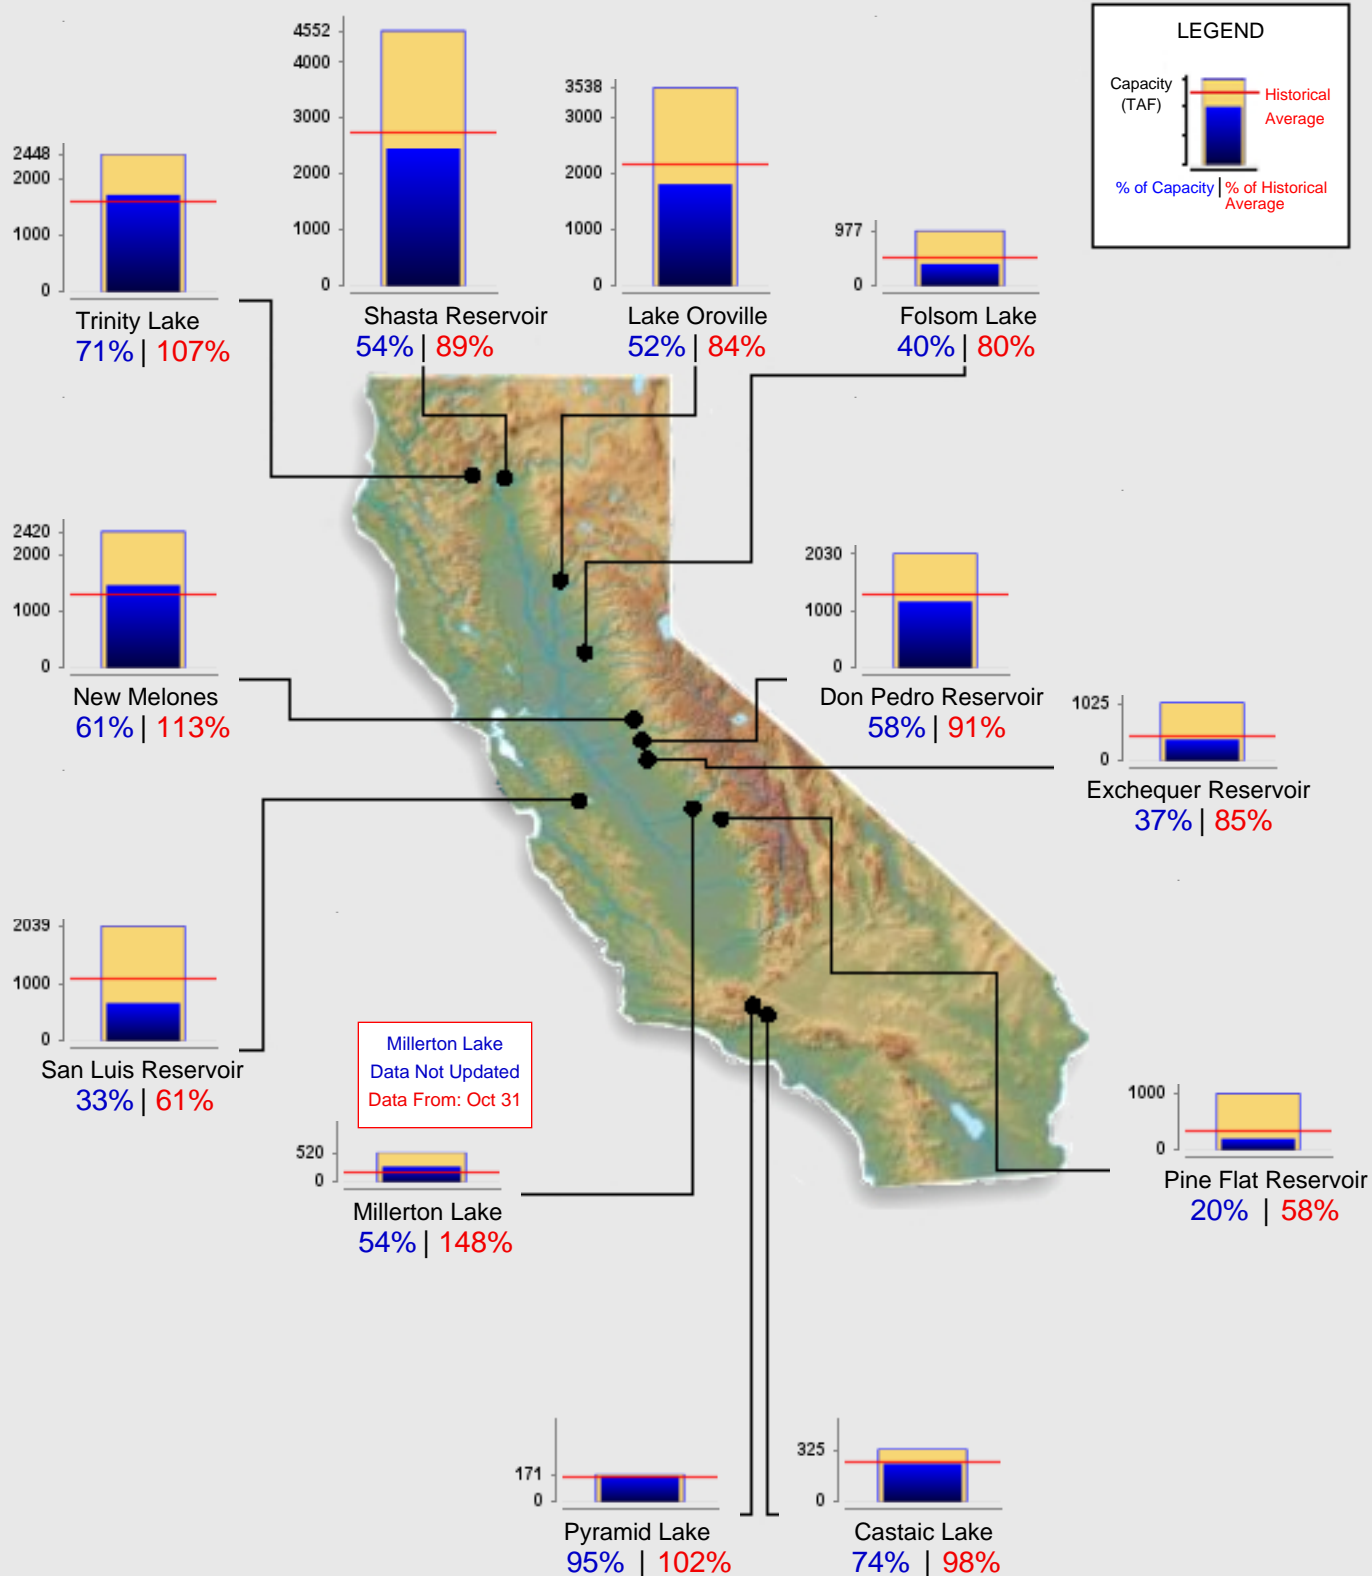 LEGEND
Capacity
(TAF)
Historical
Average
% of Capacity | % of Historical
Average
4552
4000
3000
2000
1000
0
Shasta Reservoir
54% | 89%
3538
3000
2000
1000
0
Lake Oroville
52% | 84%
2448
2000
1000
0
Trinity Lake
71% | 107%
977
0
Folsom Lake
40% | 80%
2420
2000
1000
0
New Melones
61% | 113%
2030
1000
0
Don Pedro Reservoir
58% | 91%
1025
0
Exchequer Reservoir
37% | 85%
2039
1000
0
San Luis Reservoir
33% | 61%
Millerton Lake
Data Not Updated
Data From: Oct 31
520
0
Millerton Lake
54% | 148%
1000
0
Pine Flat Reservoir
20% | 58%
171
0
Pyramid Lake
95% | 102%
325
0
Castaic Lake
74% | 98%